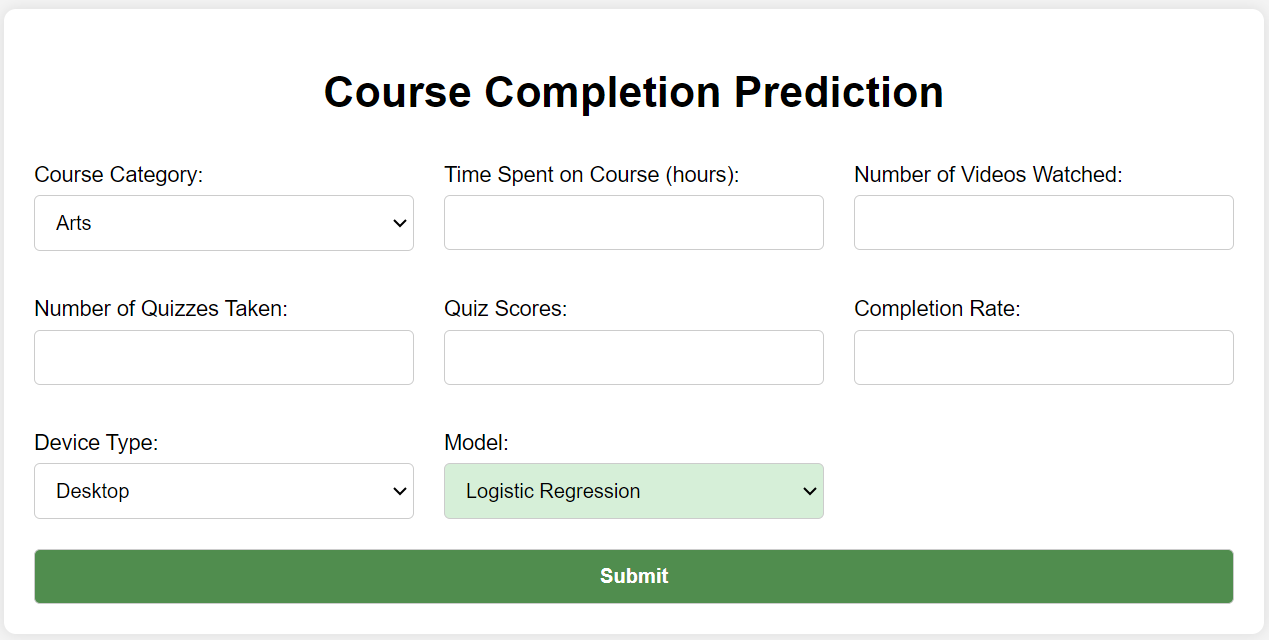 Course Completion Prediction
Course Category:
Time Spent on Course (hours):
Number of Videos Watched:
Arts
Number of Quizzes Taken:
Quiz Scores:
Completion Rate:
Device Type:
Model:
Desktop
Logistic Regression
Submit